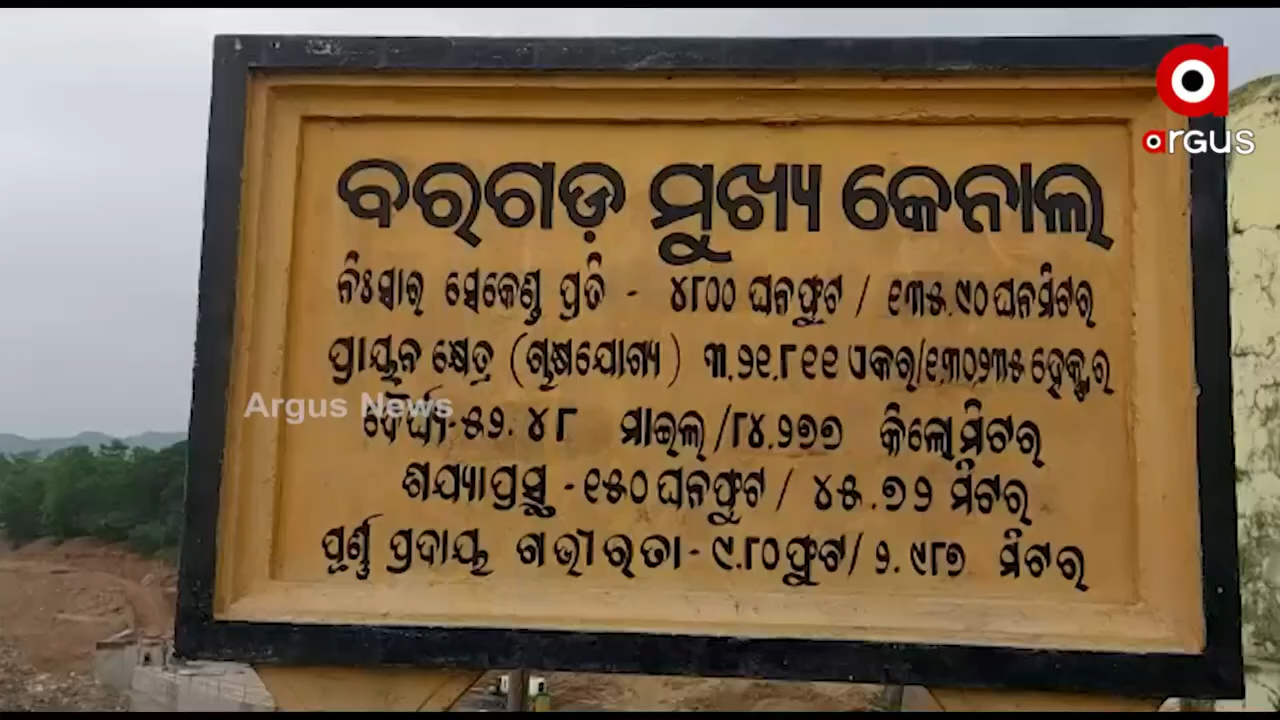 argus
ବରଗଡ଼ ମୁଖ୍ୟ କେନାଲ
ନିଃସ୍ରାବ ସେକେଣ୍ଡ ପ୍ରତି - ୪୮୦୦ ଘନଫୁଟ / ୧୩୫.୯୦ ଘନମିଟର
କ୍ଷେତ୍ର ୩,୨୧,୮୧୧ ଏକର/୧,୩୦,୨୩୫ ହେକ୍ଟର
Argus News
ଦୈର୍ଘ୍ୟ-୫୨.୪୮ ମାଇଲ୍ /୮୪.୨୭୭ କିଲୋମିଟର୍
ଶଯ୍ୟାପ୍ରସ୍ଥ -୧୫୦ ଘନଫୁଟ / ୪୫.୭୨ ମିଟର୍
ପୂର୍ଣ୍ଣ ପ୍ରଦାୟ ଗଭୀରତା- ୯.୮୦ ଫୁଟ/ ୨.୯୮୭ ମିଟର